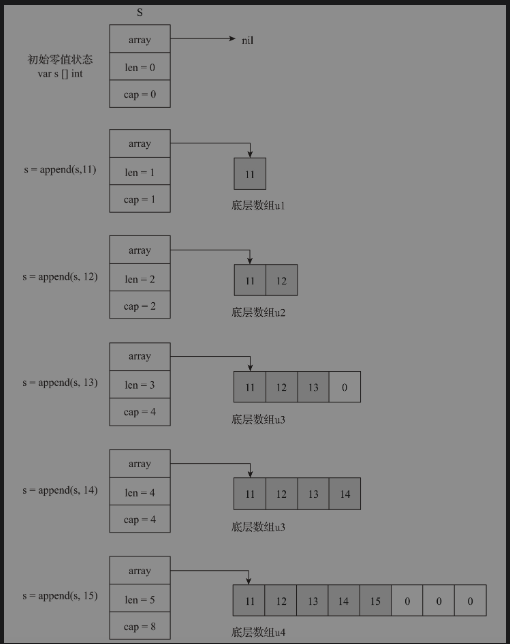 S
array
nil
初始零值状态
var s [] int
len = 0
cap = 0
array
s = append(s,11)
len = 1
11
cap = 1
底层数组u1
array
s = append(s, 12)
len = 2
11 12
cap = 2
底层数组u2
array
s = append(s, 13)
len = 3
11 12 13 0
cap = 4
底层数组u3
array
s = append(s, 14)
len = 4
11 12 13 14
cap = 4
底层数组u3
array
s = append(s, 15)
len = 5
11 12 13 14 15 0 0 0
cap = 8
底层数组u4